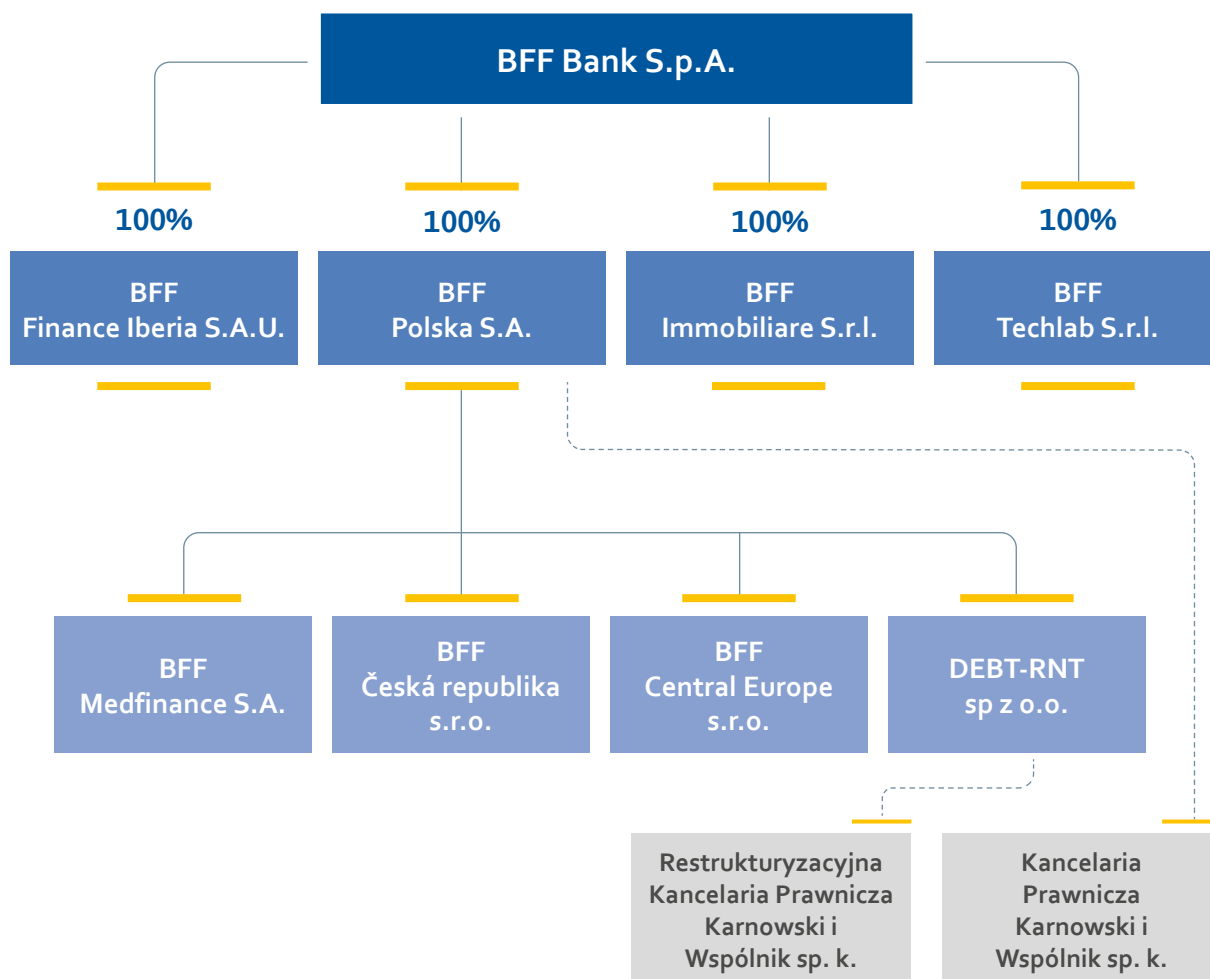 BFF Bank S.p.A.
100%
100%
100%
100%
BFF
Finance Iberia S.A.U.
BFF
Polska S.A.
BFF
Immobiliare S.r.l.
BFF
Techlab S.r.l.
BFF
Medfinance S.A.
BFF
Česká republika
s.r.o.
BFF
Central Europe
s.r.o.
DEBT-RNT
sp z o.o.
Restrukturyzacyjna
Kancelaria Prawnicza
Karnowski i
Wspólnik sp. k.
Kancelaria
Prawnicza
Karnowski i
Wspólnik sp. k.